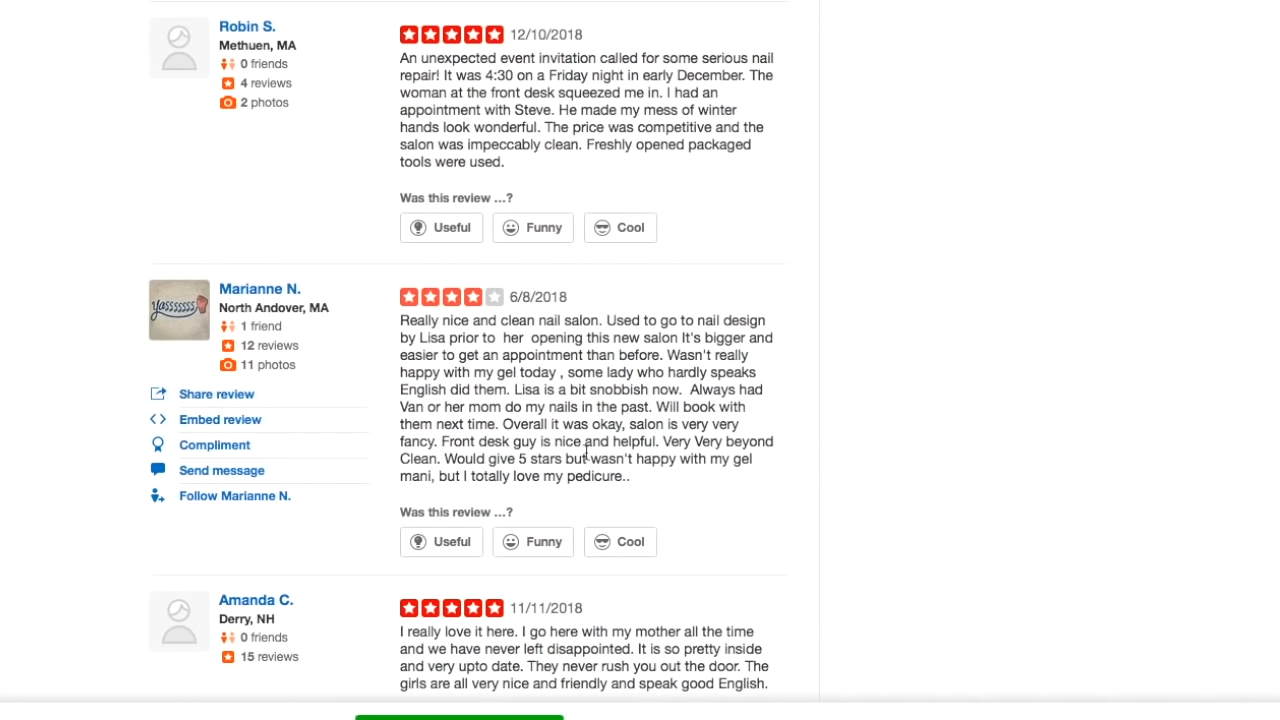 Robin S.
Methuen, MA
0 friends
4 reviews
2 photos
12/10/2018
An unexpected event invitation called for some serious nail
repair! It was 4:30 on a Friday night in early December. The
woman at the front desk squeezed me in. I had an
appointment with Steve. He made my mess of winter
hands look wonderful. The price was competitive and the
salon was impeccably clean. Freshly opened packaged
tools were used.
Was this review ...?
Useful
Funny
Cool
yasssssss
Marianne N.
North Andover, MA
1 friend
12 reviews
11 photos
Share review
Embed review
Compliment
Send message
Follow Marianne N.
6/8/2018
Really nice and clean nail salon. Used to go to nail design
by Lisa prior to  her  opening this new salon It's bigger and
easier to get an appointment than before. Wasn't really
happy with my gel today , some lady who hardly speaks
English did them. Lisa is a bit snobbish now.  Always had
Van or her mom do my nails in the past. Will book with
them next time. Overall it was okay, salon is very very
fancy. Front desk guy is nice and helpful. Very Very beyond
Clean. Would give 5 stars but wasn't happy with my gel
mani, but I totally love my pedicure..
Was this review ...?
Useful
Funny
Cool
Amanda C.
Derry, NH
0 friends
15 reviews
11/11/2018
I really love it here. I go here with my mother all the time
and we have never left disappointed. It is so pretty inside
and very upto date. They never rush you out the door. The
girls are all very nice and friendly and speak good English.